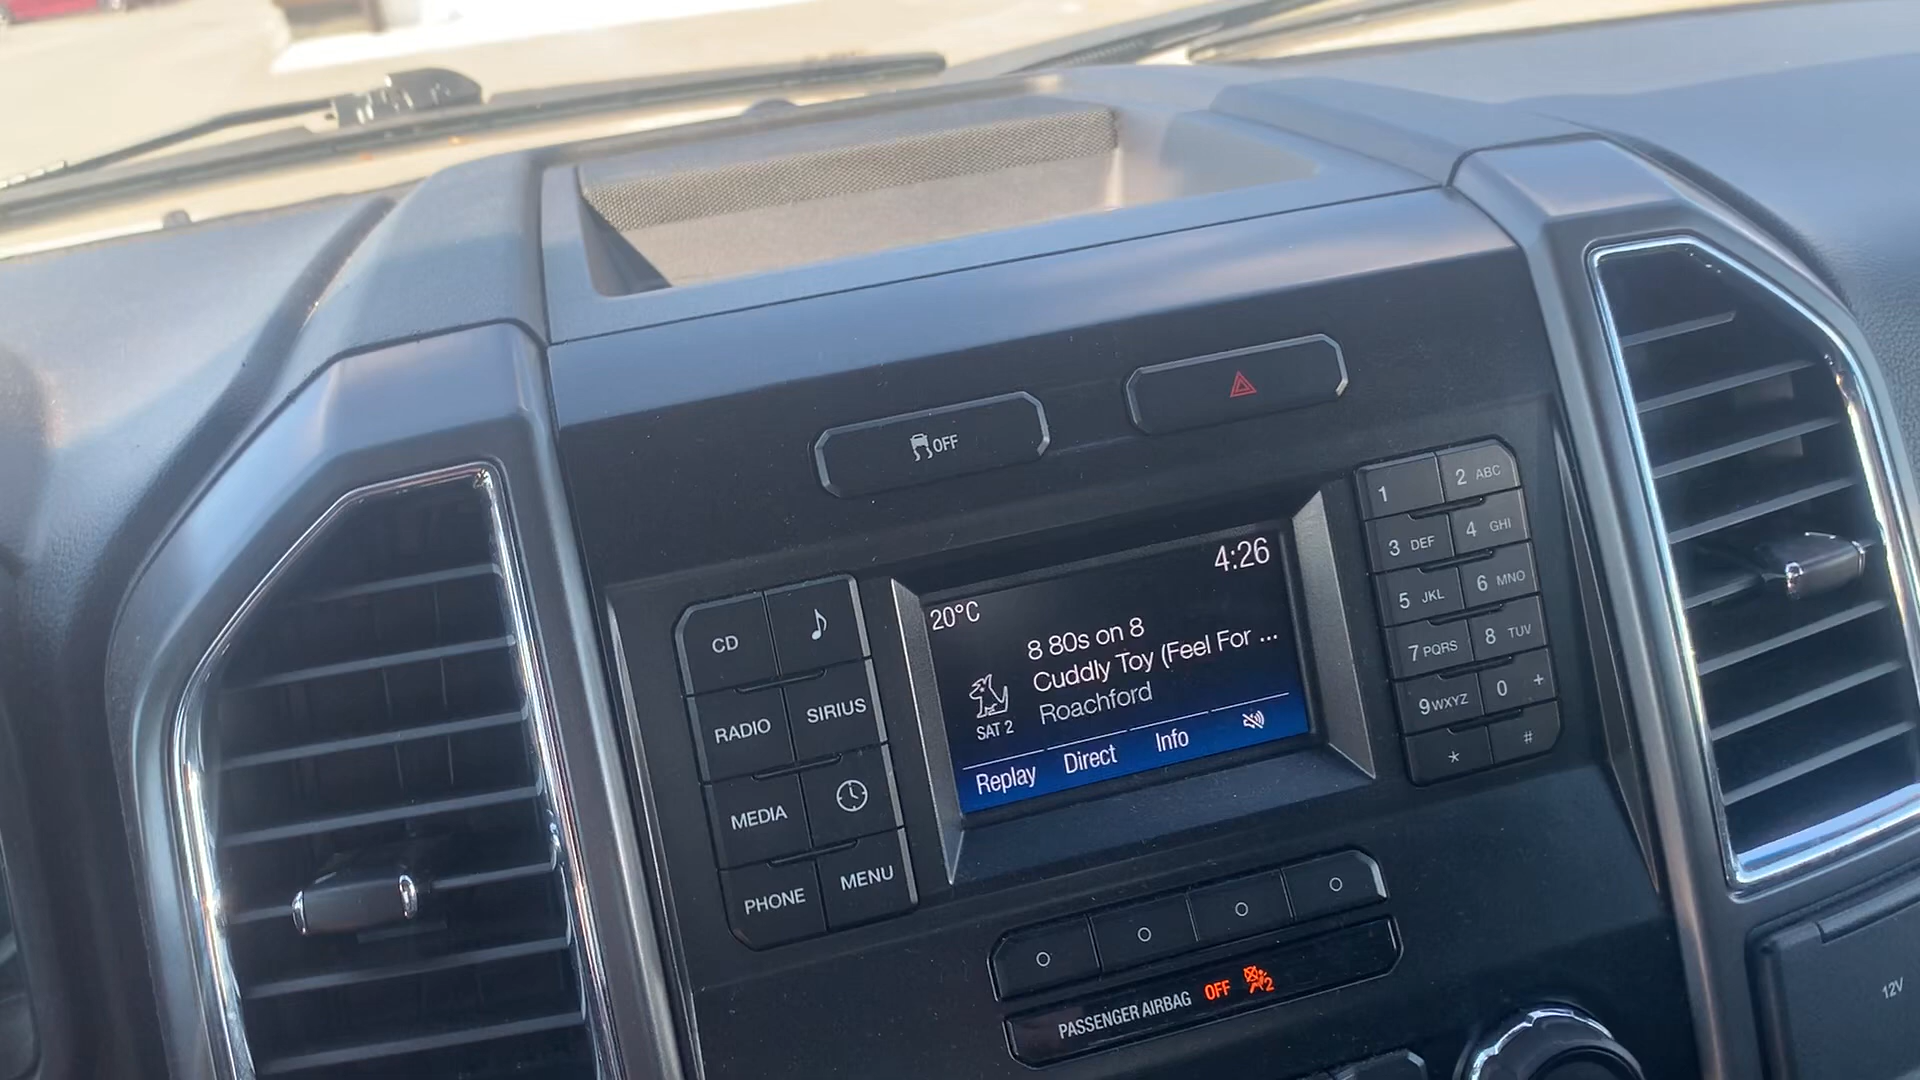 OFF
1
2 ABC
3 DEF
4 GHI
5 JKL
6 MNO
7 PQRS
8 TUV
9 WXYZ
0 +
*
#
CD
RADIO
SIRIUS
MEDIA
PHONE
MENU
4:26
20°C
8 80s on 8
Cuddly Toy (Feel For ...
Roachford
SAT 2
Replay
Direct
Info
PASSENGER AIRBAG OFF 2
12V